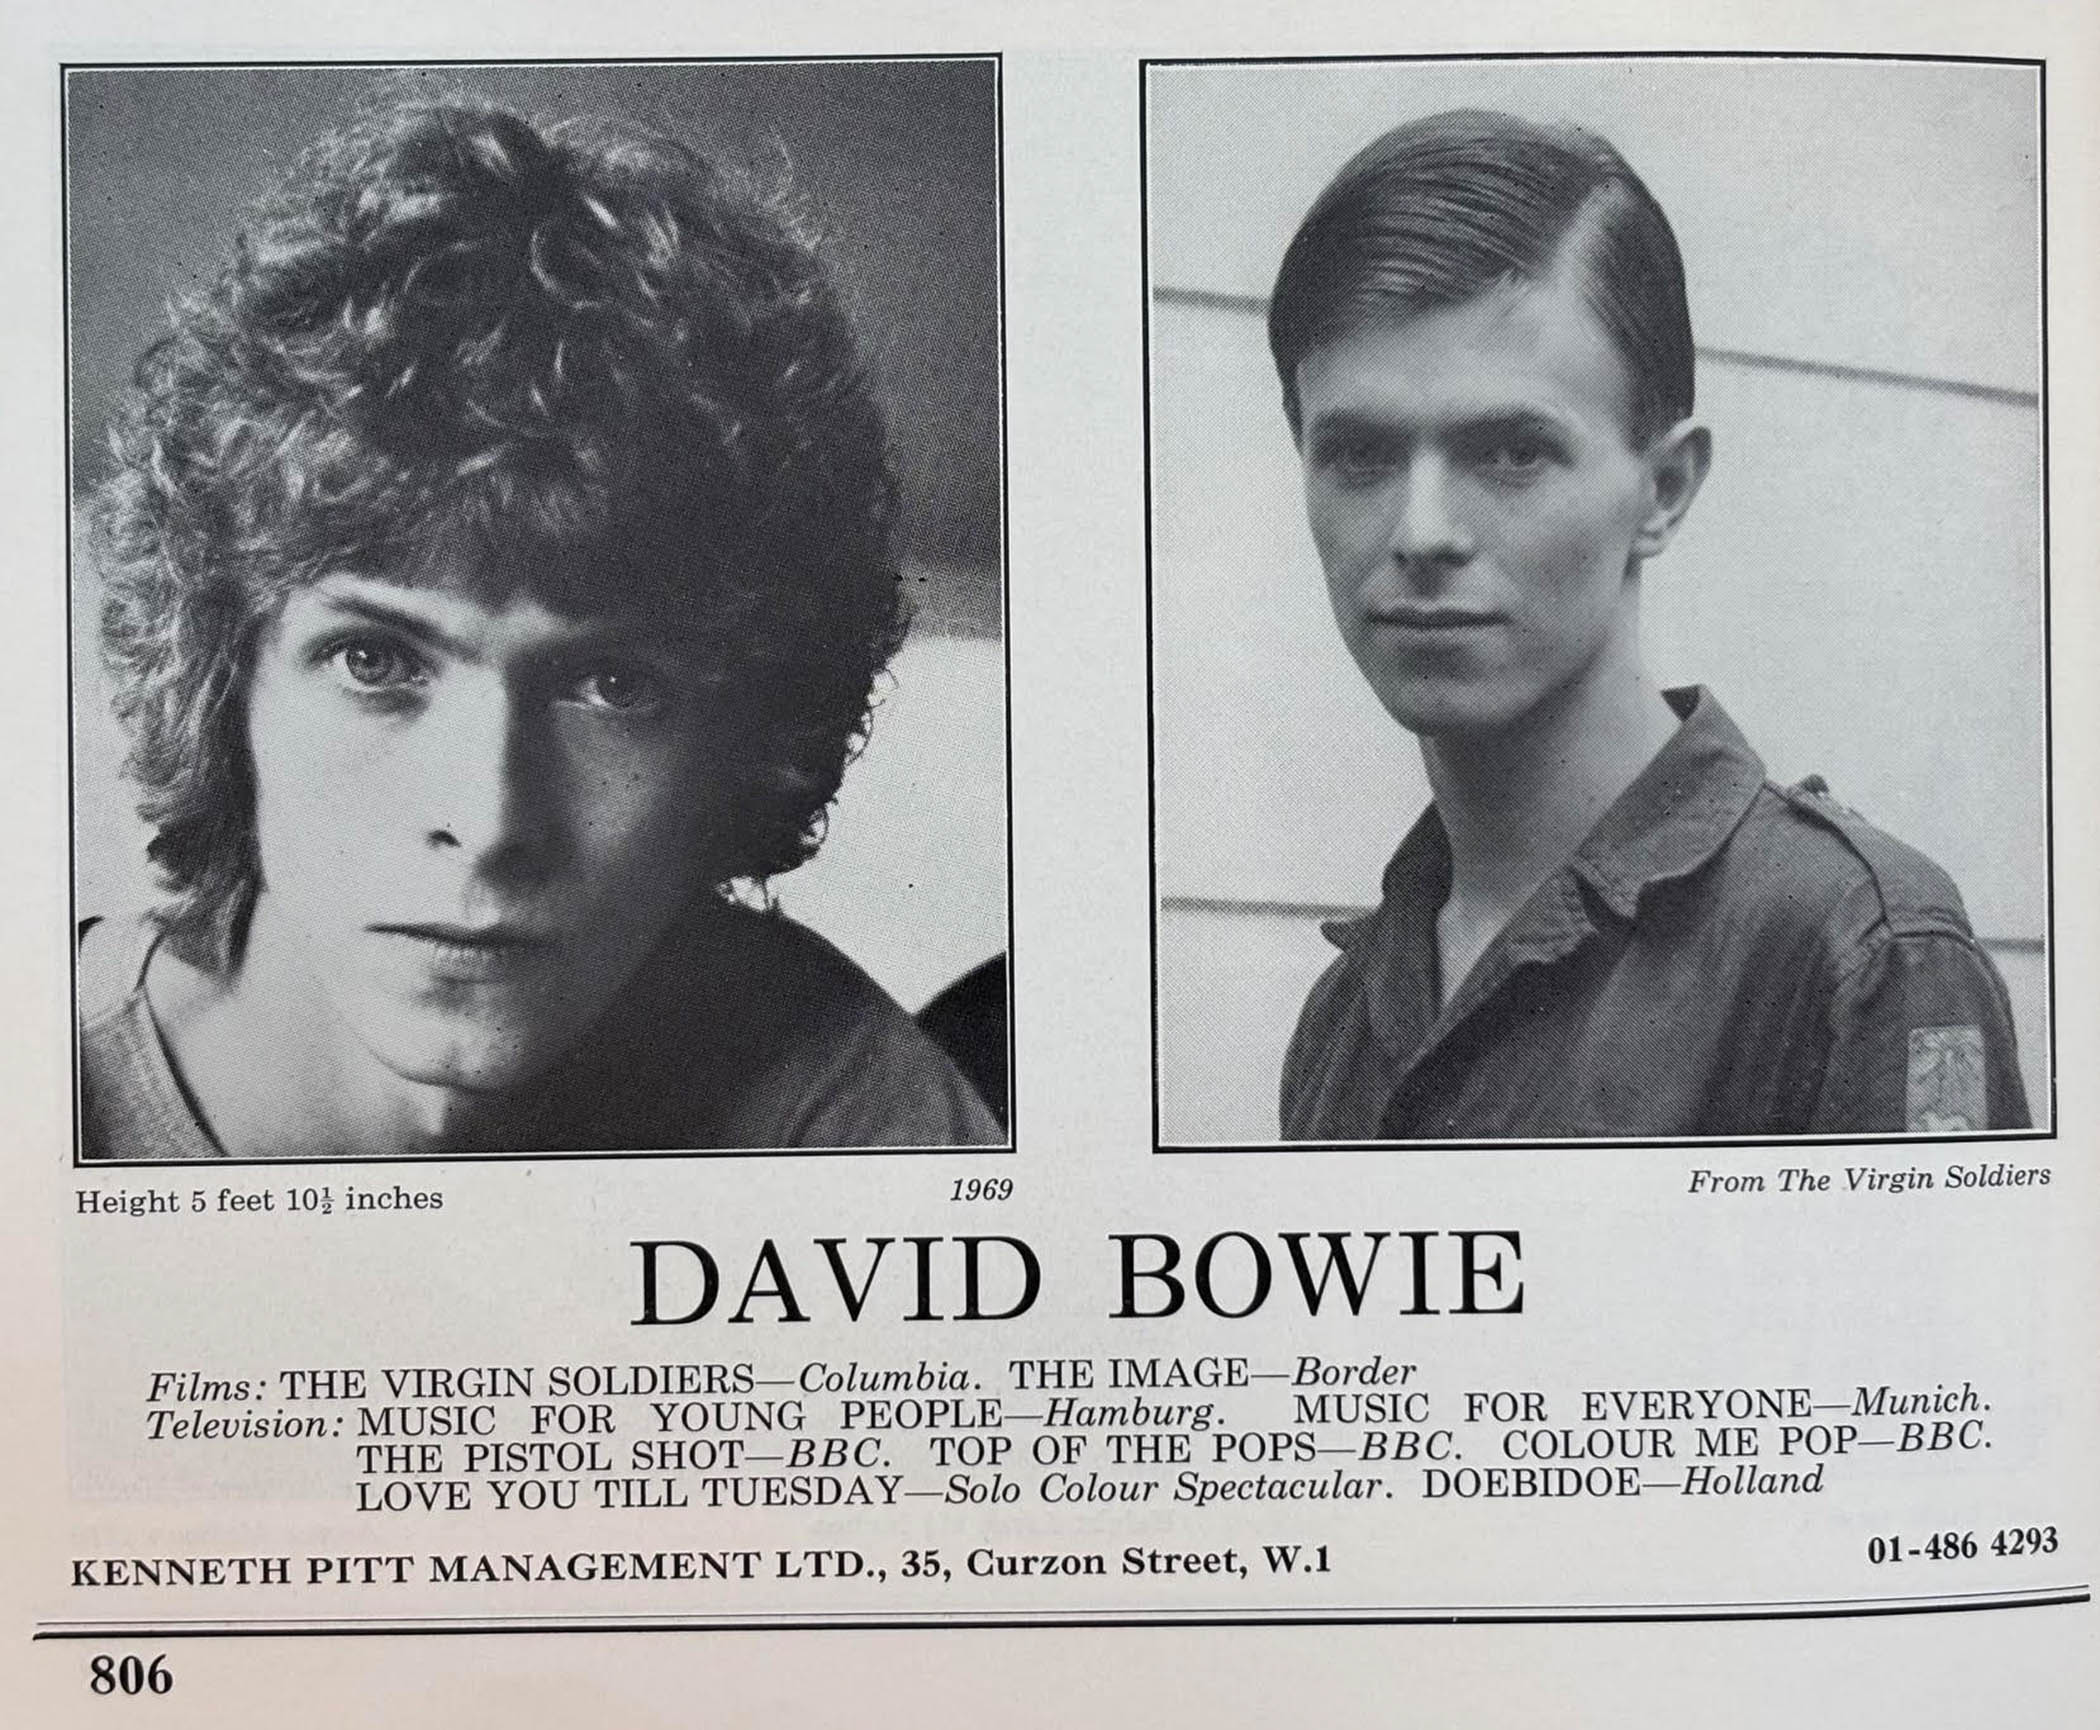 Height 5 feet 10½ inches
1969
From The Virgin Soldiers
DAVID BOWIE
Films: THE VIRGIN SOLDIERS—Columbia. THE IMAGE—Border
Television: MUSIC FOR YOUNG PEOPLE—Hamburg. MUSIC FOR EVERYONE—Munich.
THE PISTOL SHOT—BBC. TOP OF THE POPS—BBC. COLOUR ME POP—BBC.
LOVE YOU TILL TUESDAY—Solo Colour Spectacular. DOEBIDOE—Holland
KENNETH PITT MANAGEMENT LTD., 35, Curzon Street, W.1
01-486 4293
806